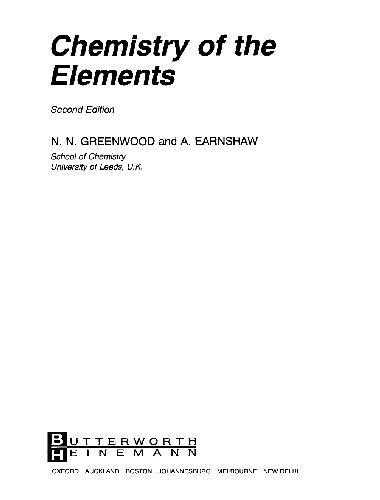 Chemistry of the
Elements
Second Edition
N. N. GREENWOOD and A. EARNSHAW
School of Chemistry
University of Leeds, U.K.
BUTTERWORTH
HEINEMANN
OXFORD AUCKLAND BOSTON JOHANNESBURG MELBOURNE NEW DELHI